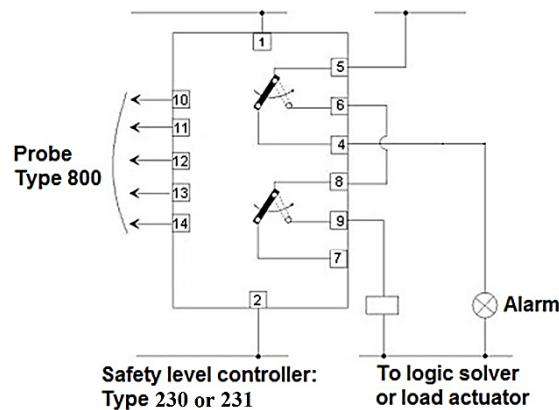 1
5
10
6
11
4
Probe
Type 800
12
8
13
9
14
7
2
Alarm
Safety level controller:
Type 230 or 231
To logic solver
or load actuator